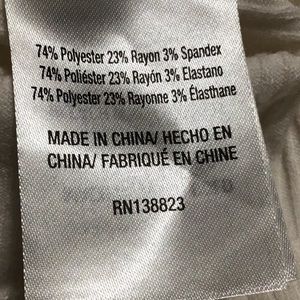 74% Polyester 23% Rayon 3% Spandex
74% Poliéster 23% Rayón 3% Elastano
74% Polyester 23% Rayonne 3% Élasthane
MADE IN CHINA/ HECHO EN
CHINA/ FABRIQUÉ EN CHINE
RN138823